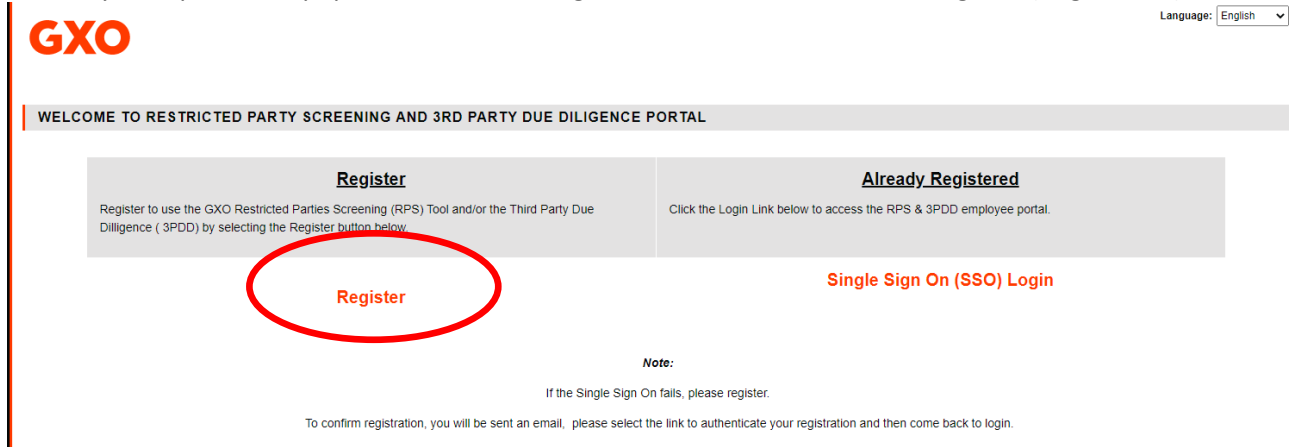 Language: English
GXO
WELCOME TO RESTRICTED PARTY SCREENING AND 3RD PARTY DUE DILIGENCE PORTAL
Register
Register to use the GXO Restricted Parties Screening (RPS) Tool and/or the Third Party Due
Dilligence ( 3PDD) by selecting the Register button below.
Register
Already Registered
Click the Login Link below to access the RPS & 3PDD employee portal.
Single Sign On (SSO) Login
Note:
If the Single Sign On fails, please register.
To confirm registration, you will be sent an email, please select the link to authenticate your registration and then come back to login.